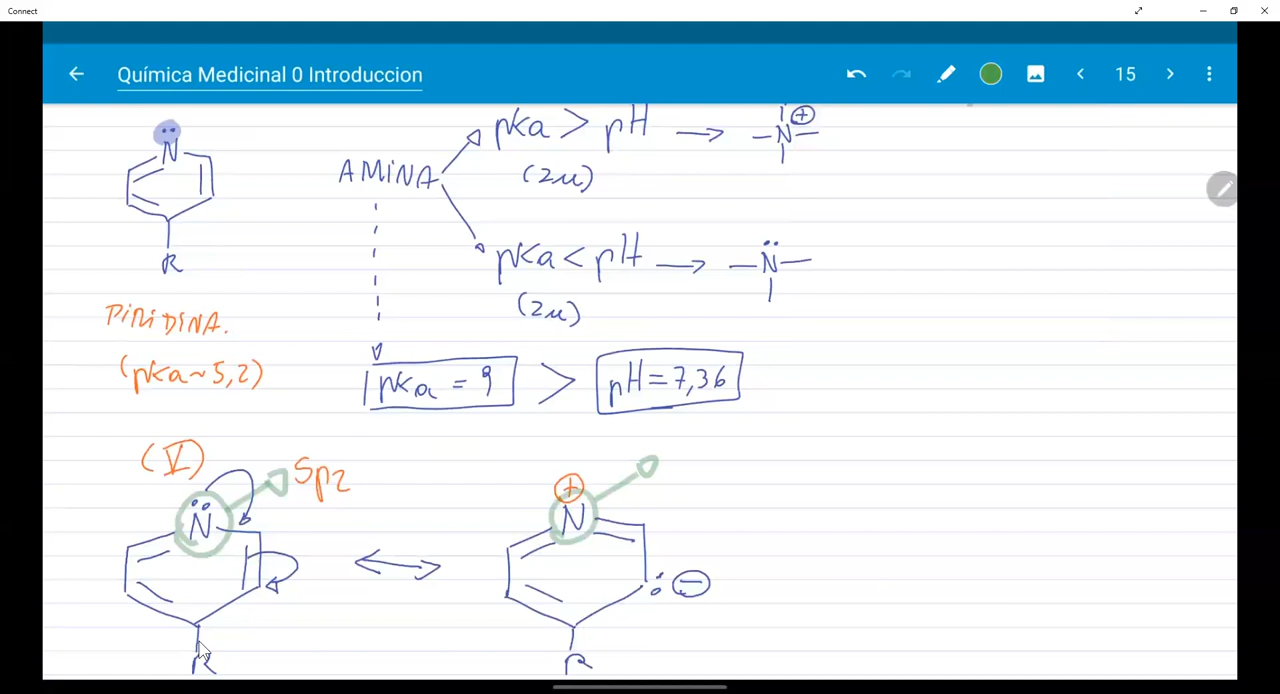 Connect
Química Medicinal 0 Introduccion
15
N
R
PIRIDINA.
(pKa ~ 5,2)
AMINA
pKa > pH → N ⊕
(2u)
pKa < pH → N
(2u)
pKa = 9 > pH = 7,36
(V)
Sp2
N
R
⊕
N
⊖
R